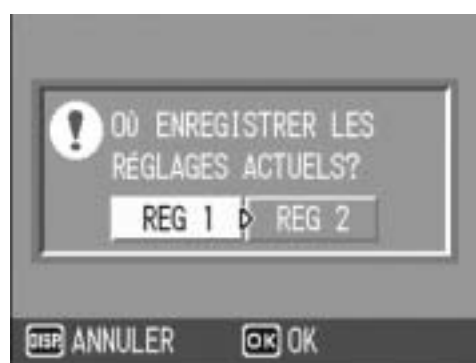 OÙ ENREGISTRER LES
RÉGLAGES ACTUELS?
REG 1 REG 2
DISP ANNULER OK OK